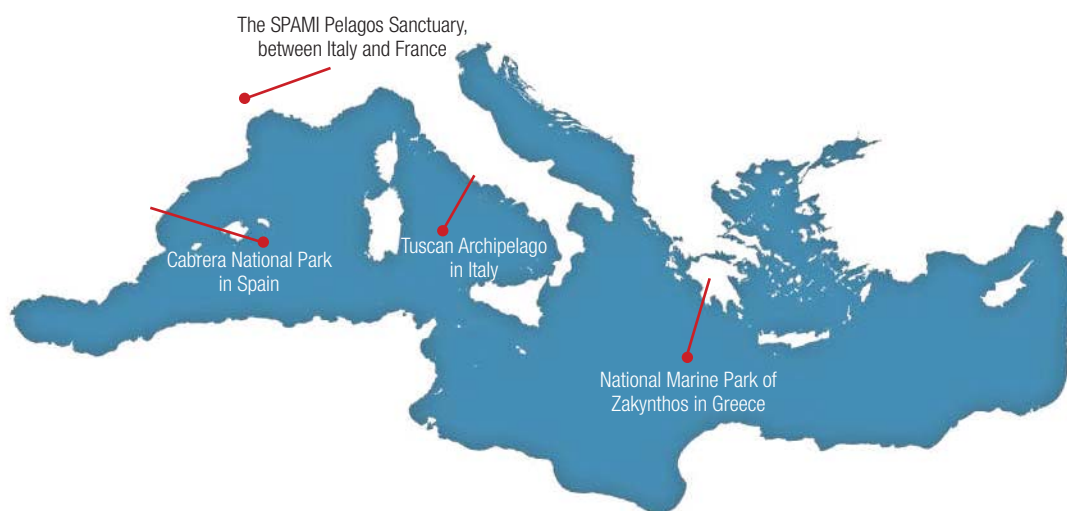 The SPAMI Pelagos Sanctuary,
between Italy and France
Cabrera National Park
in Spain
Tuscan Archipelago
in Italy
National Marine Park of
Zakynthos in Greece